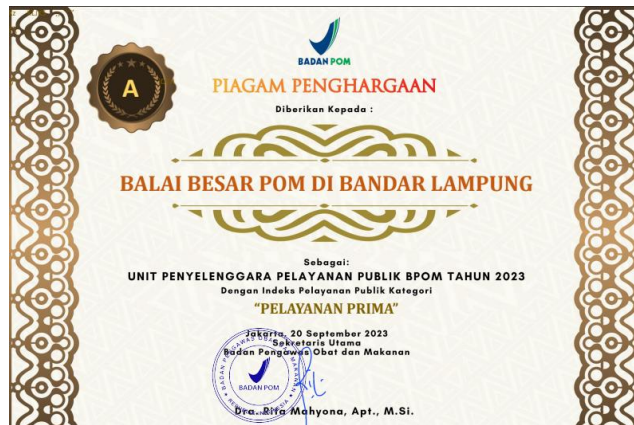 BADAN POM
A
PIAGAM PENGHARGAAN
Diberikan Kepada :
BALAI BESAR POM DI BANDAR LAMPUNG
Sebagai:
UNIT PENYELENGGARA PELAYANAN PUBLIK BPOM TAHUN 2023
Dengan Indeks Pelayanan Publik Kategori
“PELAYANAN PRIMA”
Jakarta, 20 September 2023
Sekretaris Utama
Badan Pengawas Obat dan Makanan
BADAN POM
Dra. Rita Mahyona, Apt., M.Si.